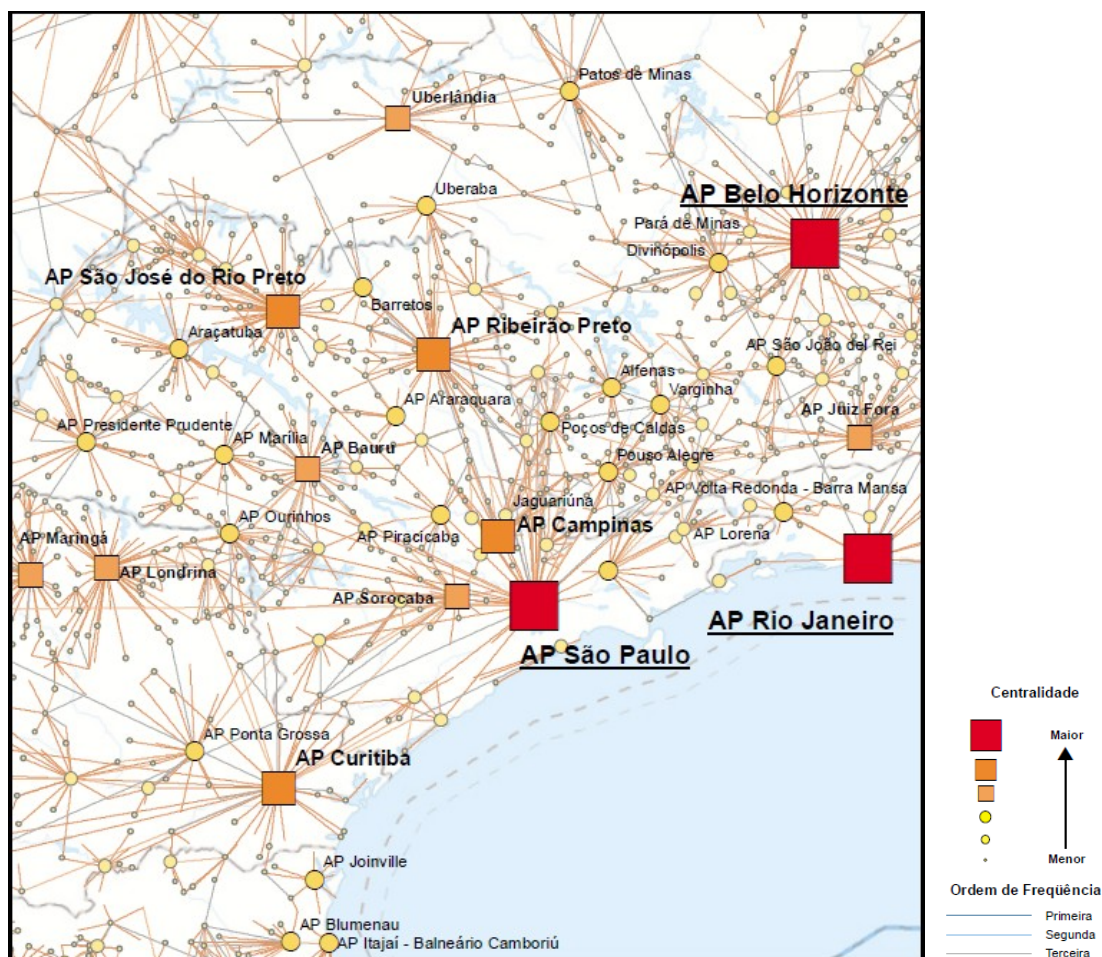 Patos de Minas
Uberlândia
Uberaba
AP Belo Horizonte
Pará de Minas
Divinópolis
AP São José do Rio Preto
Barretos
AP Ribeirão Preto
Araçatuba
AP São João del Rei
Alfenas
Varginha
AP Araraquara
AP Juiz Fora
AP Presidente Prudente
Poços de Caldas
AP Marília
AP Bauru
Pouso Alegre
AP Volta Redonda - Barra Mansa
Jaguariúna
AP Ourinhos
AP Campinas
AP Piracicaba
AP Lorena
AP Maringá
AP Londrina
AP Sorocaba
AP Rio Janeiro
AP São Paulo
AP Ponta Grossa
AP Curitiba
AP Joinville
AP Blumenau
AP Itajaí - Balneário Camboriú
Centralidade
Maior
Menor
Ordem de Freqüência
Primeira
Segunda
Terceira